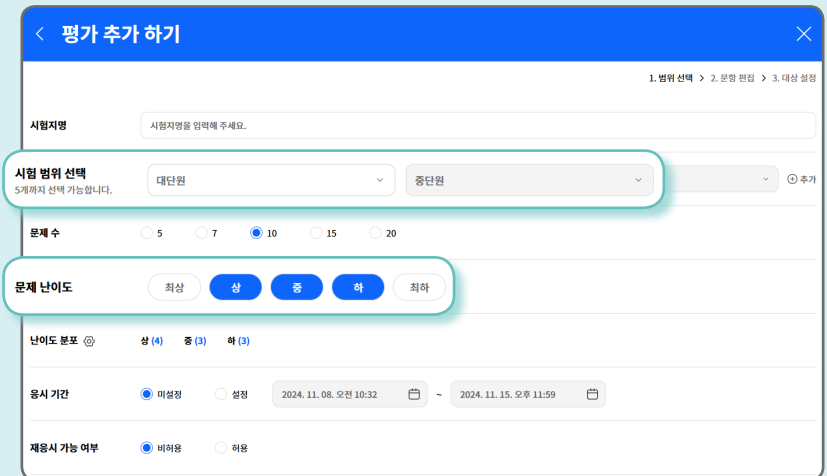 평가 추가 하기
1. 범위 선택 > 2. 문항 편집 > 3. 대상 설정
시험지명 시험지명을 입력해 주세요.
시험 범위 선택 대단원 중단원 추가
5개까지 선택 가능합니다.
문제 수 5 7 10 15 20
문제 난이도 최상 상 중 하 최하
난이도 분포 상 (4) 중 (3) 하 (3)
응시 기간 미설정 설정 2024. 11. 08. 오전 10:32 ~ 2024. 11. 15. 오후 11:59
재응시 가능 여부 비허용 허용